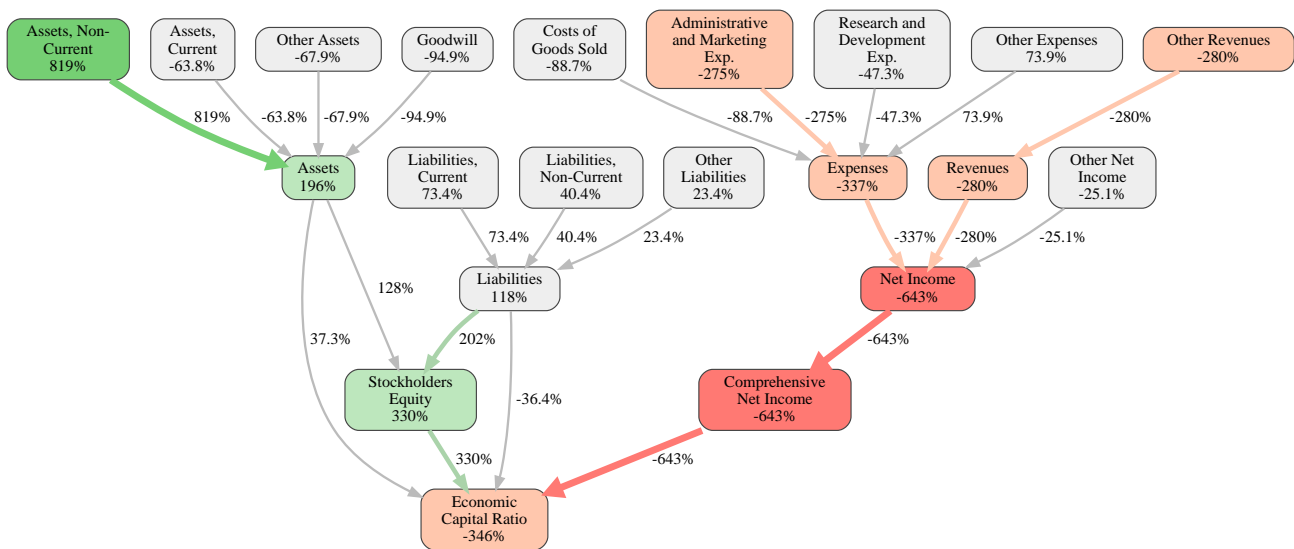 Assets, Non-
Current
819%
Assets,
Current
-63.8%
Other Assets
-67.9%
Goodwill
-94.9%
Costs of
Goods Sold
-88.7%
Administrative
and Marketing
Exp.
-275%
Research and
Development
Exp.
-47.3%
Other Expenses
73.9%
Other Revenues
-280%
819%
-63.8%
-67.9%
-94.9%
-88.7%
-275%
-47.3%
73.9%
-280%
Assets
196%
Liabilities,
Current
73.4%
Liabilities,
Non-Current
40.4%
Other
Liabilities
23.4%
Expenses
-337%
Revenues
-280%
Other Net
Income
-25.1%
73.4%
40.4%
23.4%
-337%
-280%
-25.1%
Liabilities
118%
Net Income
-643%
128%
37.3%
202%
-36.4%
-643%
Stockholders
Equity
330%
Comprehensive
Net Income
-643%
330%
-643%
Economic
Capital Ratio
-346%